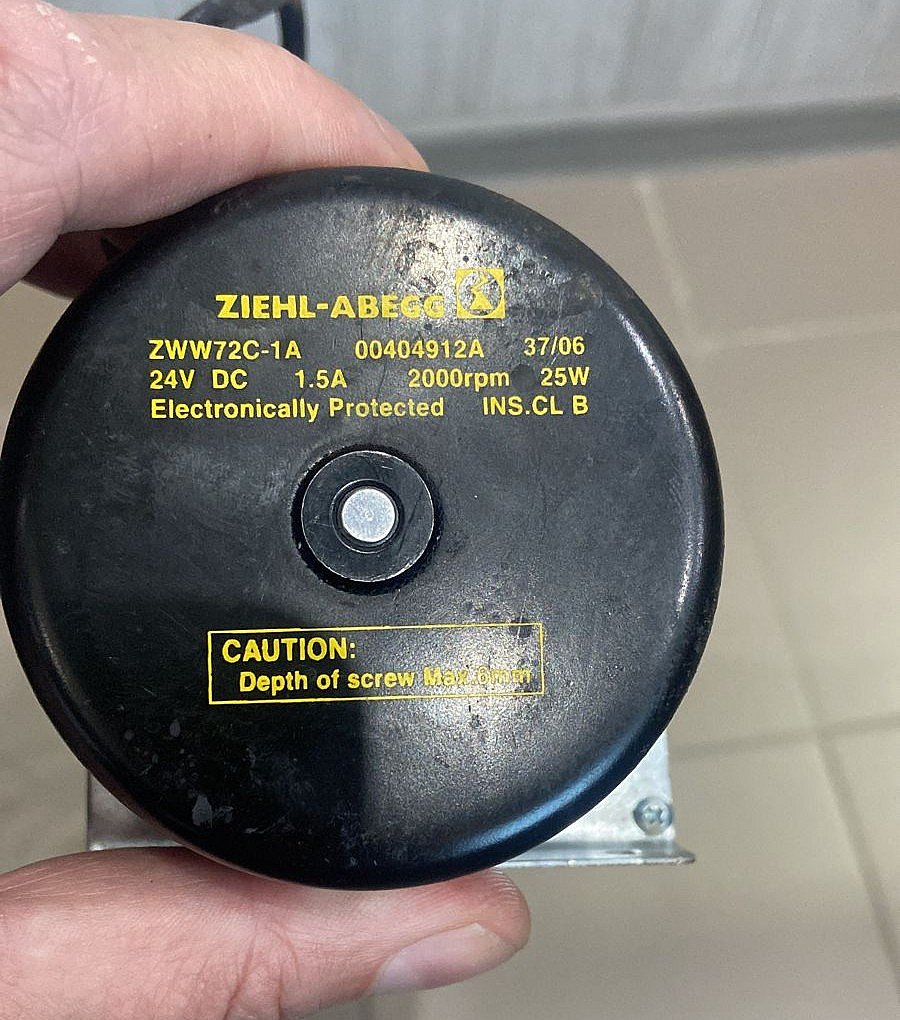 ZIEHL-ABEGG
ZWW72C-1A 00404912A 37/06
24V DC 1.5A 2000rpm 25W
Electronically Protected INS.CL B
CAUTION:
Depth of screw Max.6mm